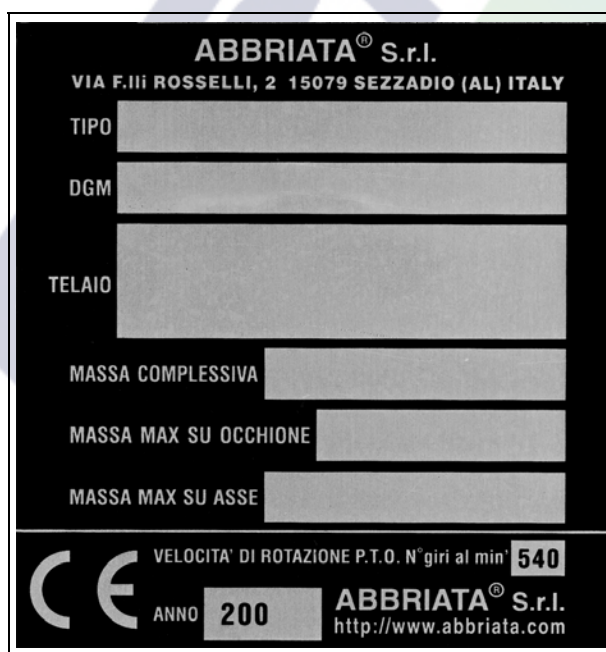 ABBRIATA® S.r.l.
VIA F.lli ROSSELLI, 2 15079 SEZZADIO (AL) ITALY
TIPO
DGM
TELAIO
MASSA COMPLESSIVA
MASSA MAX SU OCCHIONE
MASSA MAX SU ASSE
CE
VELOCITA' DI ROTAZIONE P.T.O. N°giri al min' 540
ANNO 200
ABBRIATA® S.r.l.
http://www.abbriata.com